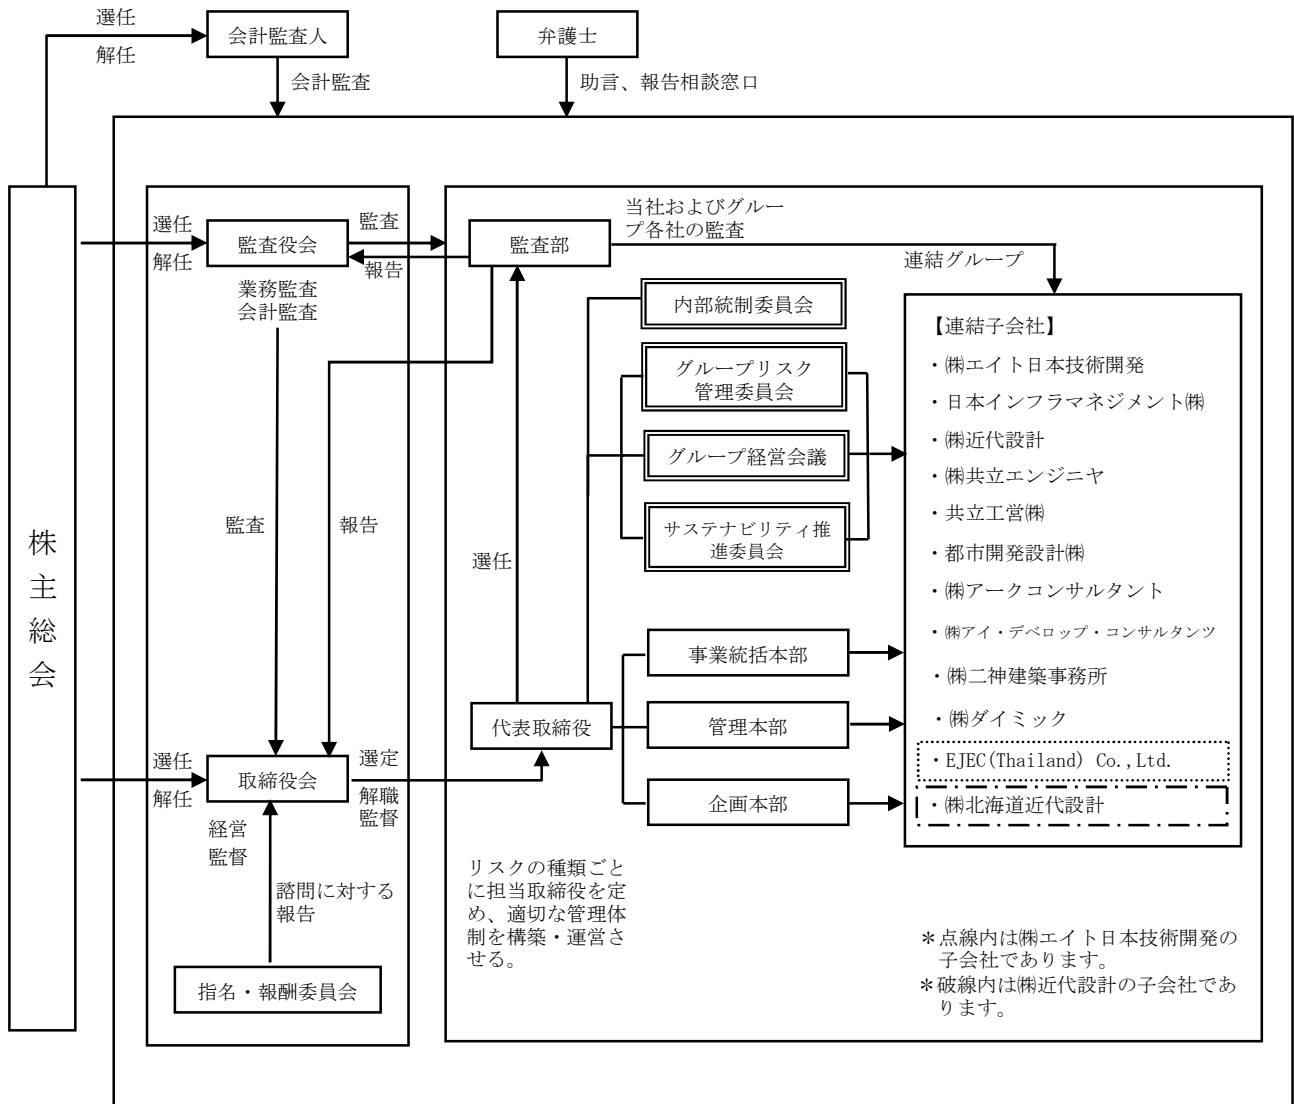 選任
解任
会計監査人
会計監査
弁護士
助言、報告相談窓口
株主総会
選任
解任
監査役会
業務監査
会計監査
監査
報告
監査部
当社およびグルー
プ各社の監査
連結グループ
内部統制委員会
グループリスク
管理委員会
グループ経営会議
サステナビリティ推
進委員会
監査
報告
選任
事業統括本部
管理本部
企画本部
代表取締役
選任
解任
取締役会
選定
解職
監督
経営
監督
諮問に対する
報告
指名・報酬委員会
リスクの種類ごと
に担当取締役を定
め、適切な管理体
制を構築・運営さ
せる。
【連結子会社】
・㈱エイト日本技術開発
・日本インフラマネジメント㈱
・㈱近代設計
・㈱共立エンジニヤ
・共立工営㈱
・都市開発設計㈱
・㈱アークコンサルタント
・㈱アイ・デベロップ・コンサルタンツ
・㈱二神建築事務所
・㈱ダイミック
・EJEC(Thailand) Co.,Ltd.
・㈱北海道近代設計
＊点線内は㈱エイト日本技術開発の
子会社であります。
＊破線内は㈱近代設計の子会社であ
ります。